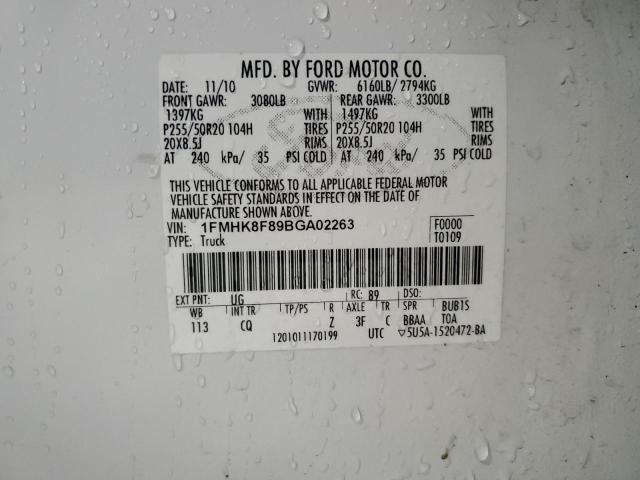 MFD. BY FORD MOTOR CO.
DATE: 11/10 GVWR: 6160LB/ 2794KG
FRONT GAWR: 3080LB REAR GAWR: 3300LB
1397KG WITH 1497KG WITH
P255/50R20 104H TIRES P255/50R20 104H TIRES
20X8.5J RIMS 20X8.5J RIMS
AT 240 kPa/ 35 PSI COLD AT 240 kPa/ 35 PSI COLD
THIS VEHICLE CONFORMS TO ALL APPLICABLE FEDERAL MOTOR
VEHICLE SAFETY STANDARDS IN EFFECT ON THE DATE OF
MANUFACTURE SHOWN ABOVE.
VIN: 1FMHK8F89BGA02263 F0000
TYPE: Truck T0109
EXT PNT: UG RC: 89 DSO:
WB INT TR TP/PS R AXLE TR SPR BUB1S
113 CQ Z 3F C BBAA TOA
1201011170199 UTC ▽5U5A-1520472-BA